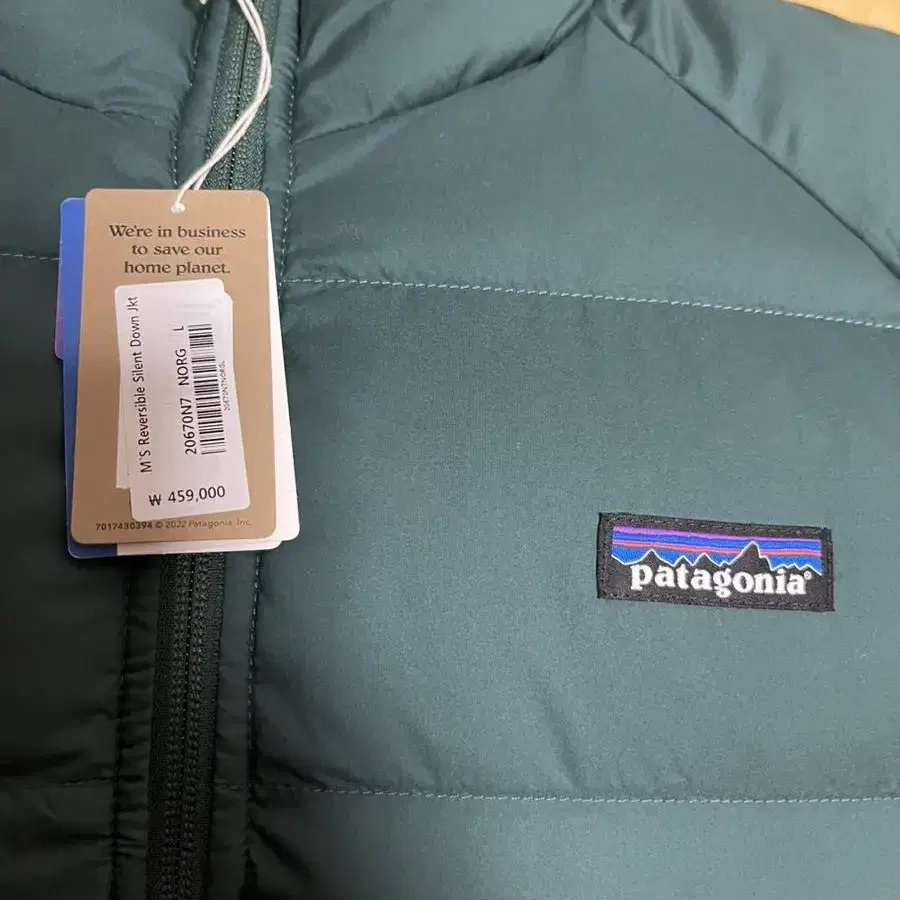 We're in business
to save our
home planet.
M`S Reversible Silent Down Jkt
20670N7 NORG L
20670N7NORGL
₩ 459,000
7017430394 © 2022 Patagonia, Inc.
patagonia®